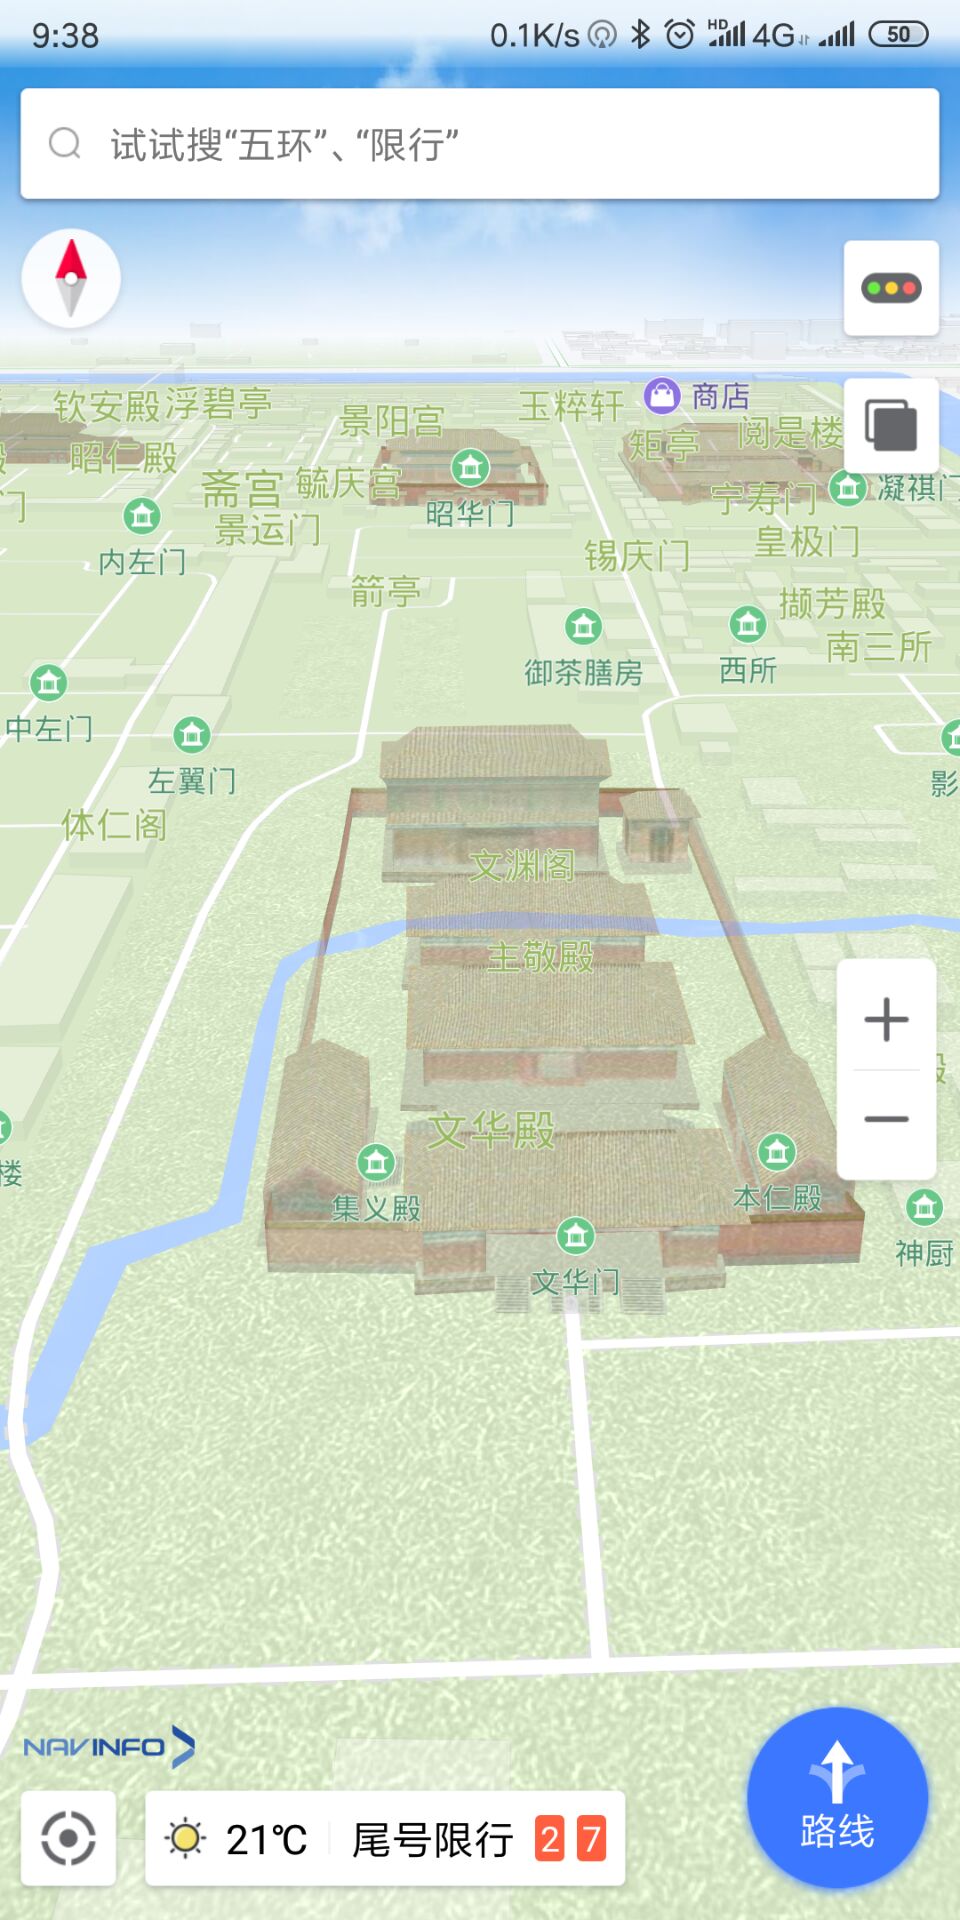 9:38
0.1K/s
HD
4G
50
试试搜“五环”、“限行”
钦安殿
浮碧亭
景阳宫
玉粹轩
商店
矩亭
阅是楼
昭仁殿
斋宫
毓庆宫
昭华门
宁寿门
凝祺门
门
景运门
内左门
锡庆门
皇极门
箭亭
撷芳殿
御茶膳房
西所
南三所
中左门
左翼门
影
体仁阁
文渊阁
主敬殿
文华殿
楼
集义殿
本仁殿
神厨
文华门
NAVINFO
21℃
尾号限行
2 7
路线